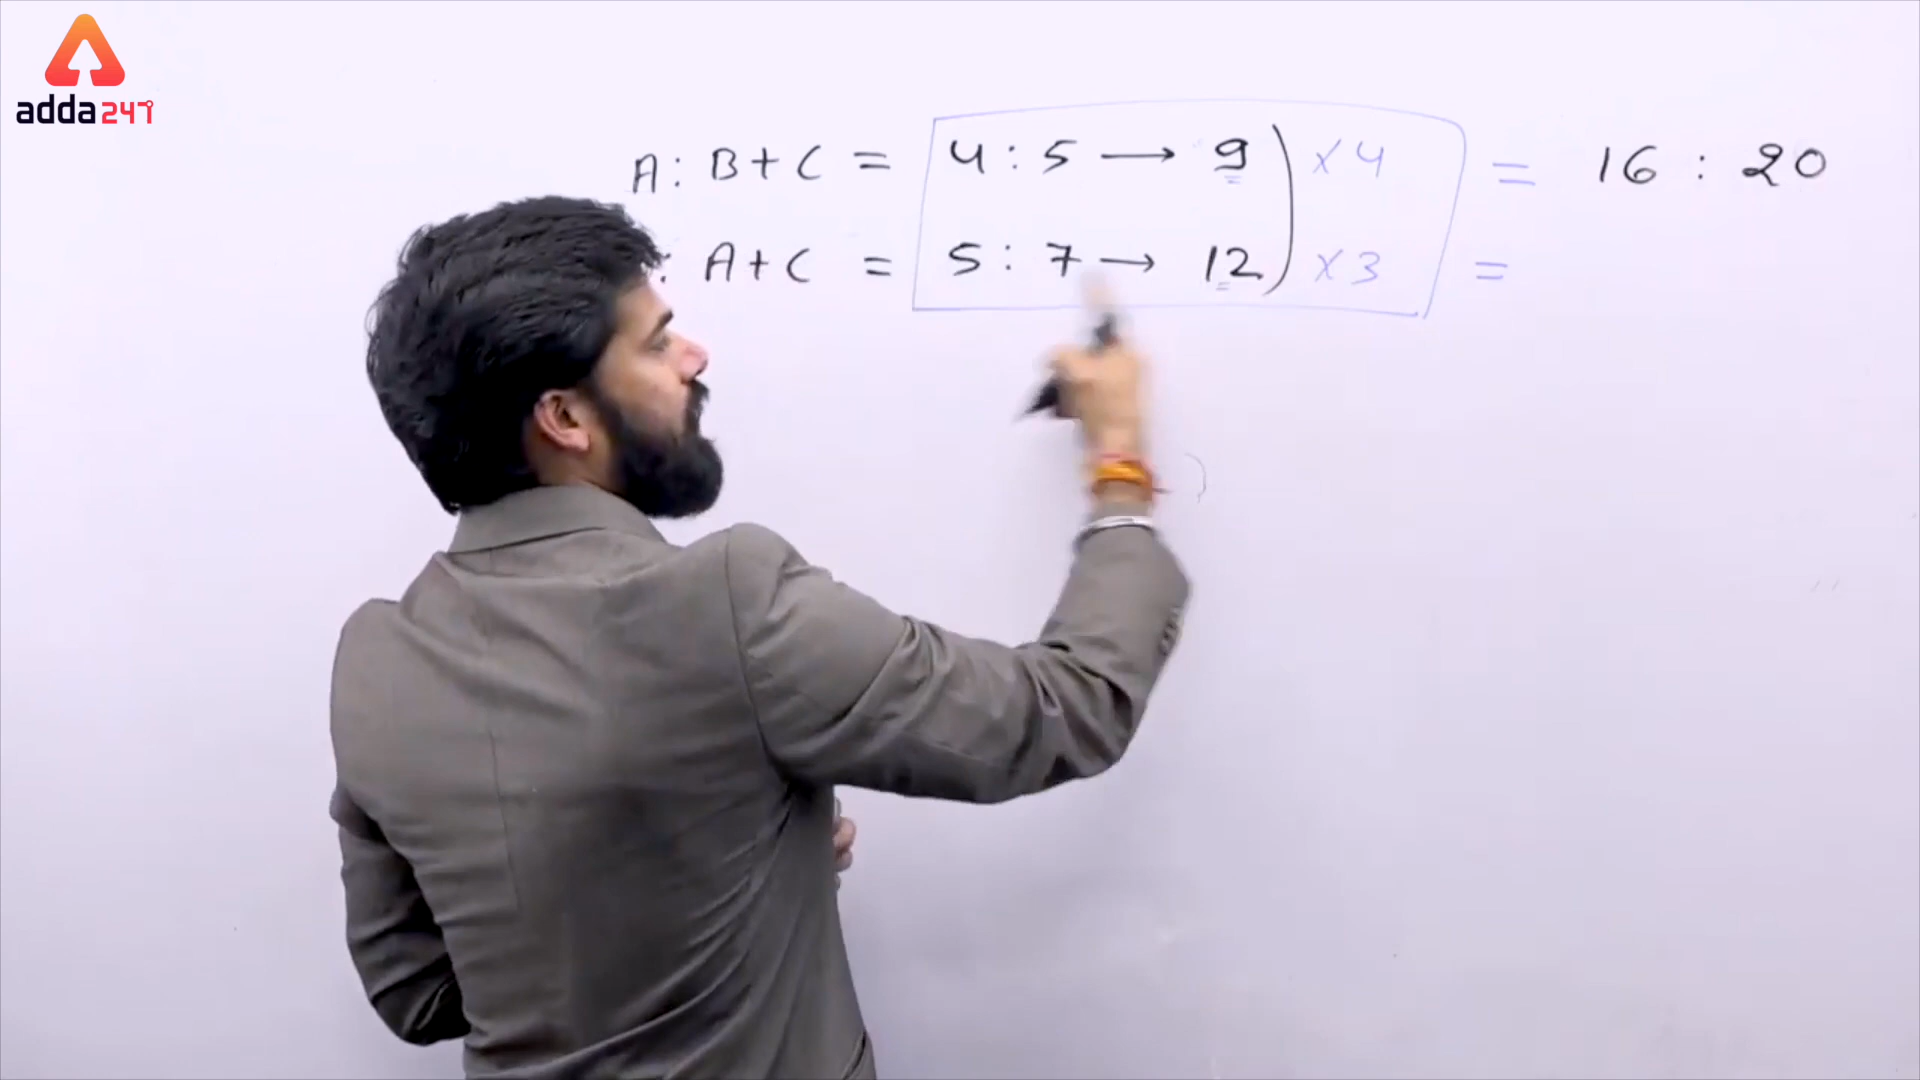 adda247
A : B + C = 4 : 5 → 9 ) × 4 = 16 : 20
: A + C = 5 : 7 → 12 ) × 3 =